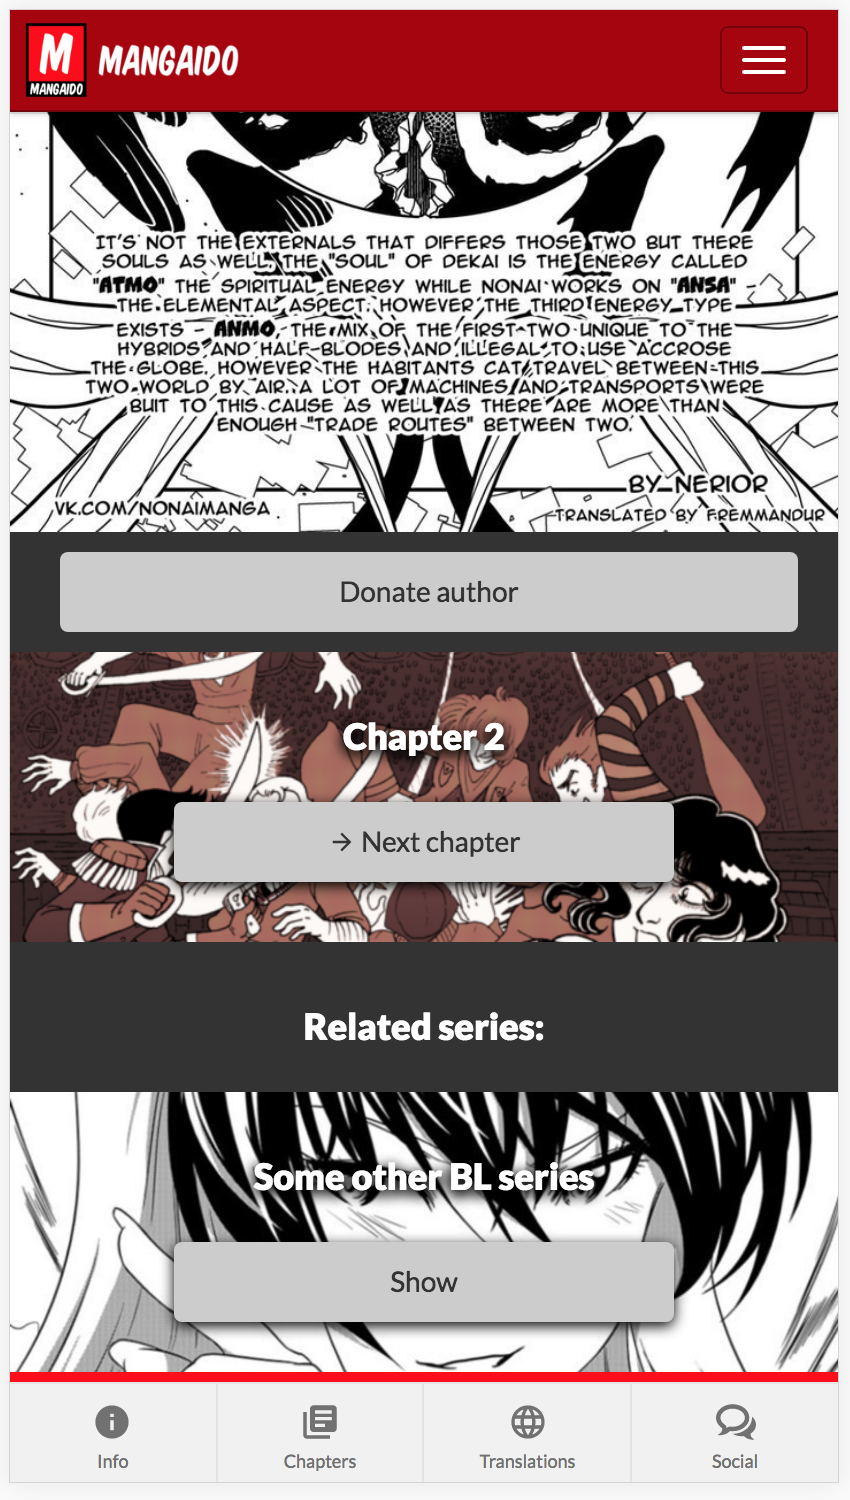 M
MANGAIDO
MANGAIDO
IT'S NOT THE EXTERNALS THAT DIFFERS THOSE TWO BUT THERE
SOULS AS WELL. THE "SOUL" OF DEKAI IS THE ENERGY CALLED
"ATMO" THE SPIRITUAL ENERGY WHILE NONAI WORKS ON "ANSA" -
THE ELEMENTAL ASPECT. HOWEVER THE THIRD ENERGY TYPE
EXISTS - ANMO, THE MIX OF THE FIRST TWO UNIQUE TO THE
HYBRIDS AND HALF-BLODES AND ILLEGAL TO USE ACCROSE
THE GLOBE. HOWEVER THE HABITANTS CAT TRAVEL BETWEEN THIS
TWO WORLD BY AIR. A LOT OF MACHINES AND TRANSPORTS WERE
BUIT TO THIS CAUSE AS WELL AS THERE ARE MORE THAN
ENOUGH "TRADE ROUTES" BETWEEN TWO.
BY NERIOR
VK.COM/NONAIMANGA
TRANSLATED BY FREMMANDUR
Donate author
Chapter 2
→ Next chapter
Related series:
Some other BL series
Show
Info
Chapters
Translations
Social